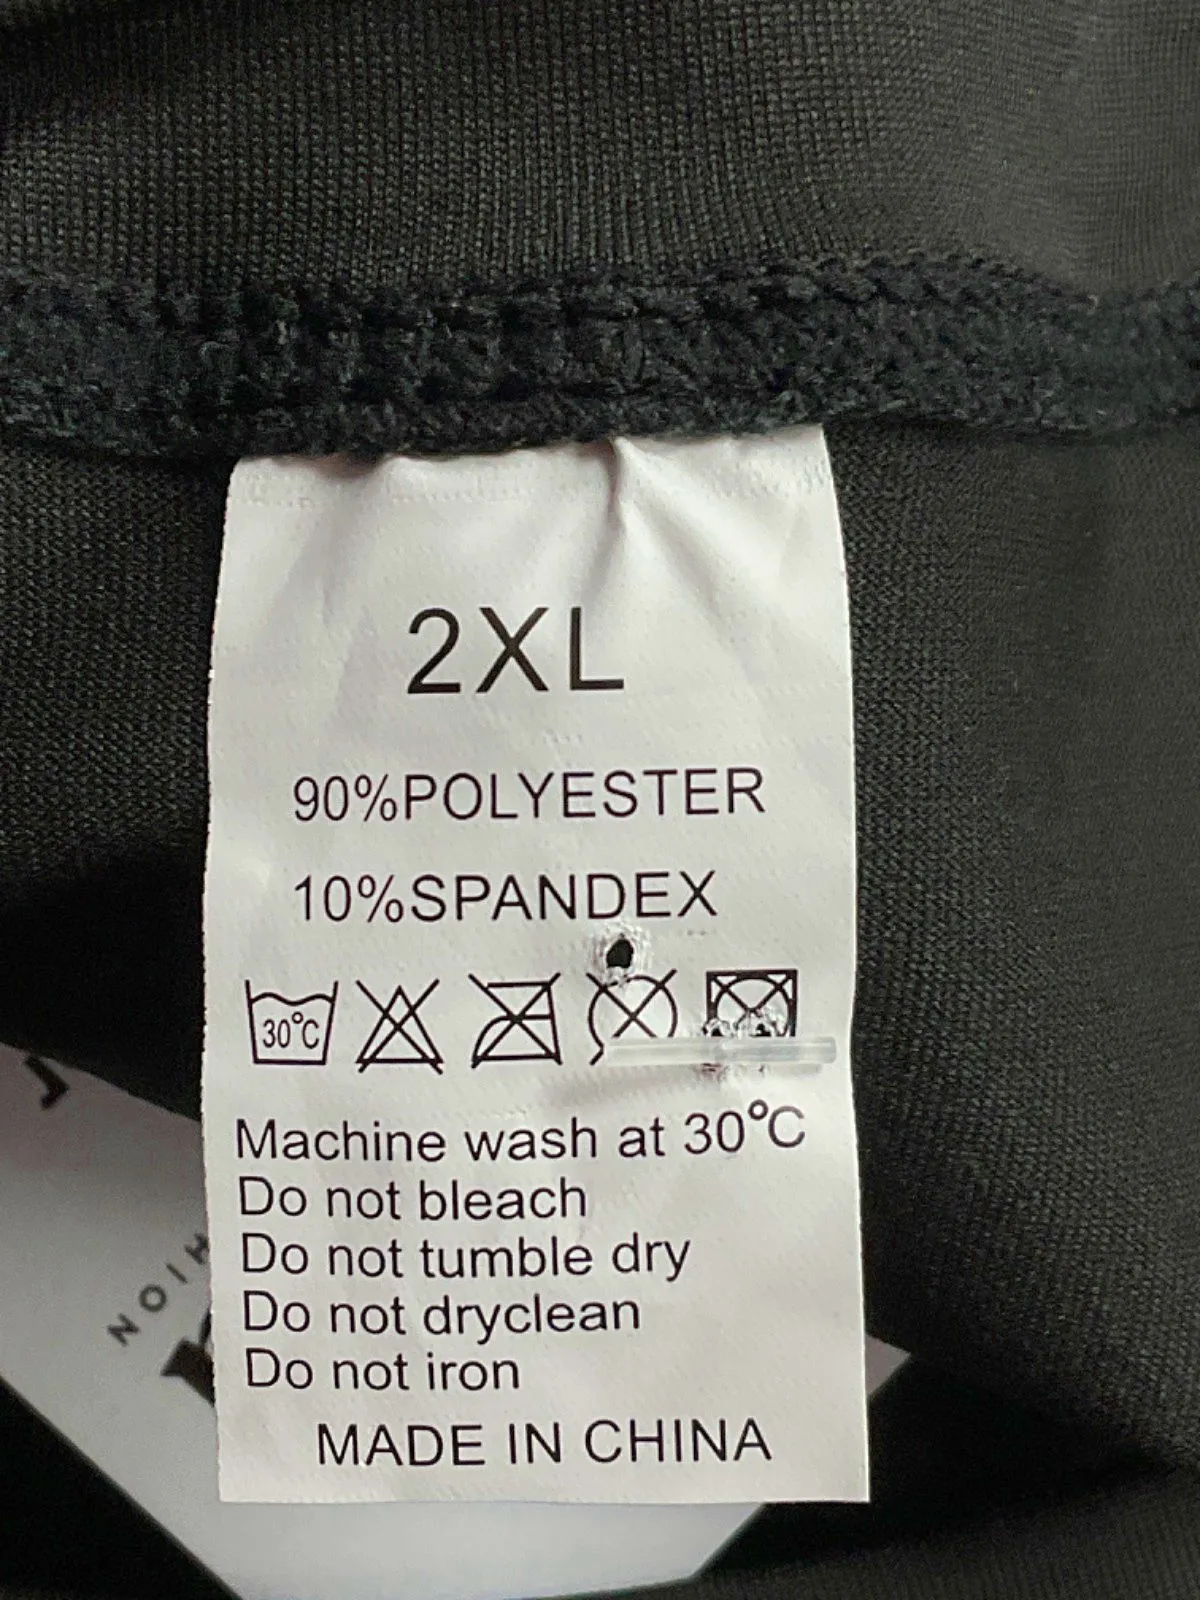 2XL
90%POLYESTER
10%SPANDEX
30°C
Machine wash at 30°C
Do not bleach
Do not tumble dry
Do not dryclean
Do not iron
MADE IN CHINA